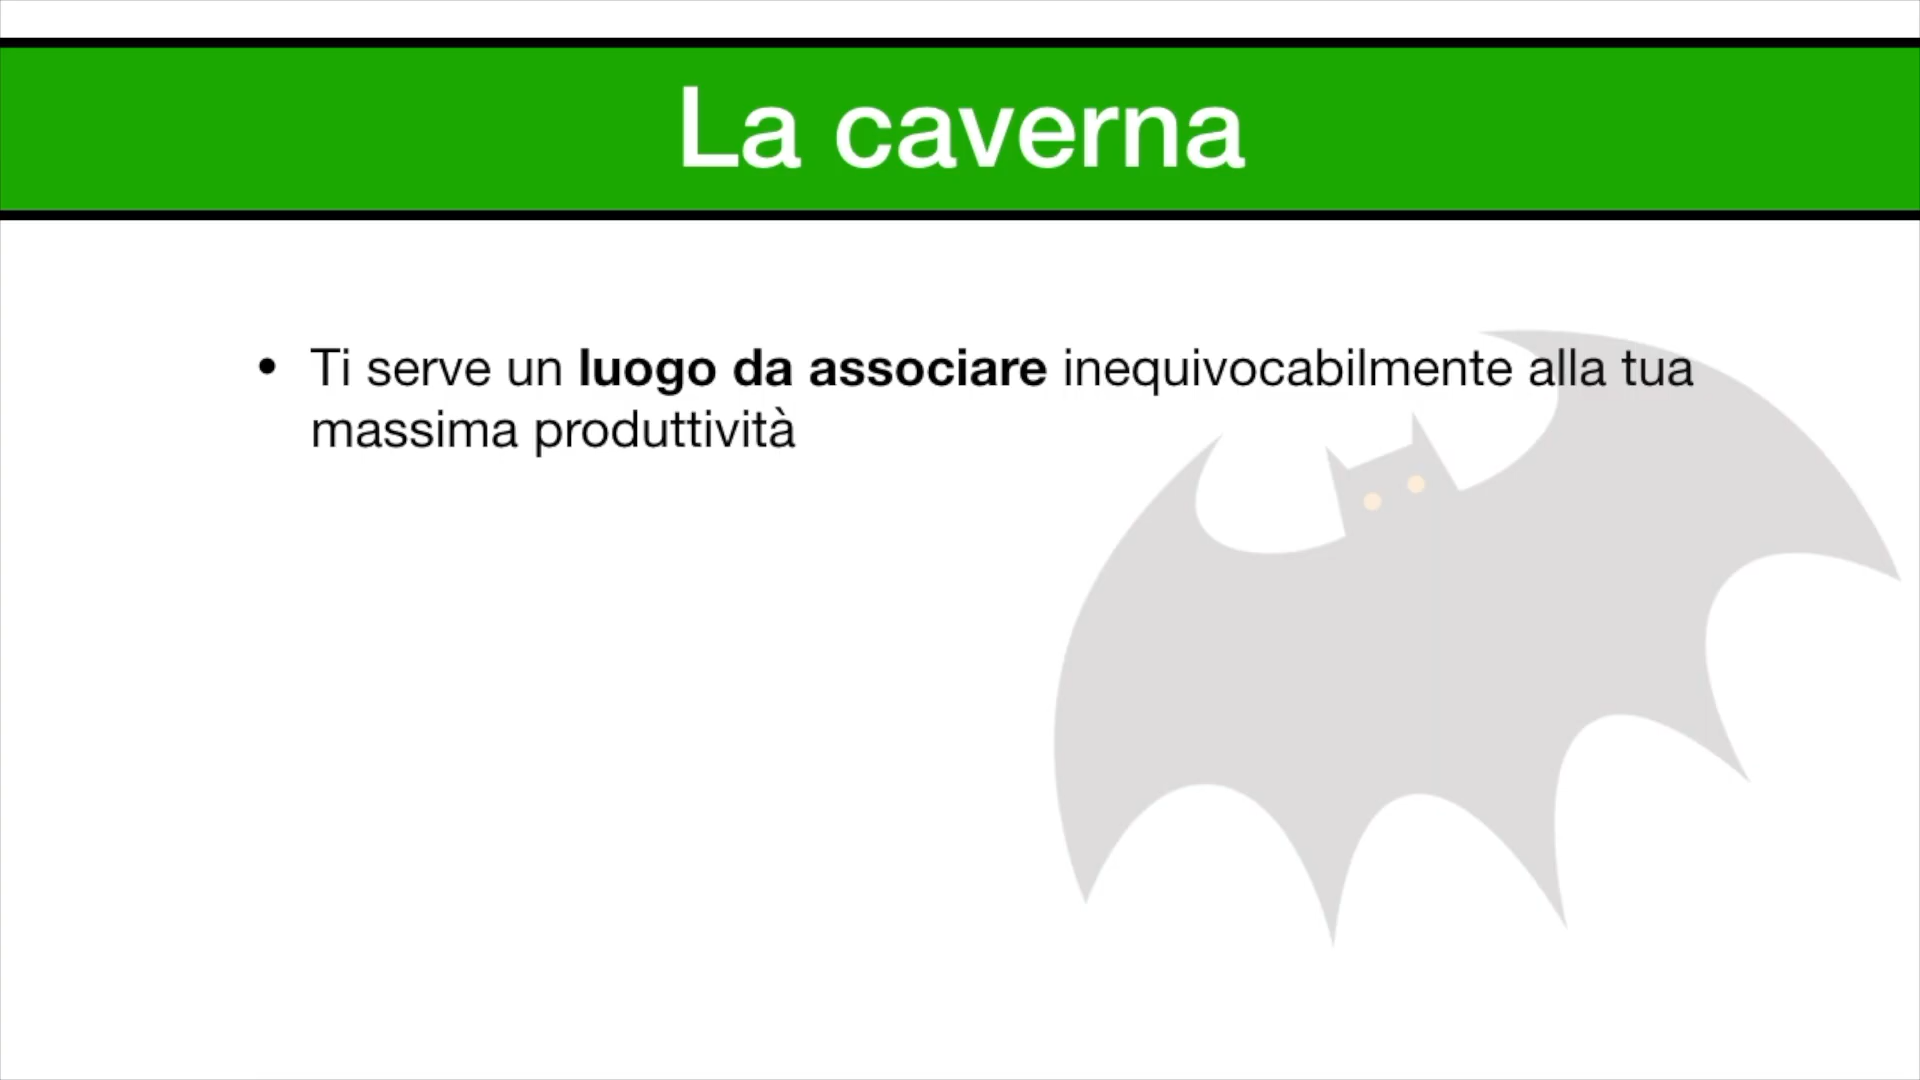 La caverna
• Ti serve un luogo da associare inequivocabilmente alla tua
massima produttività